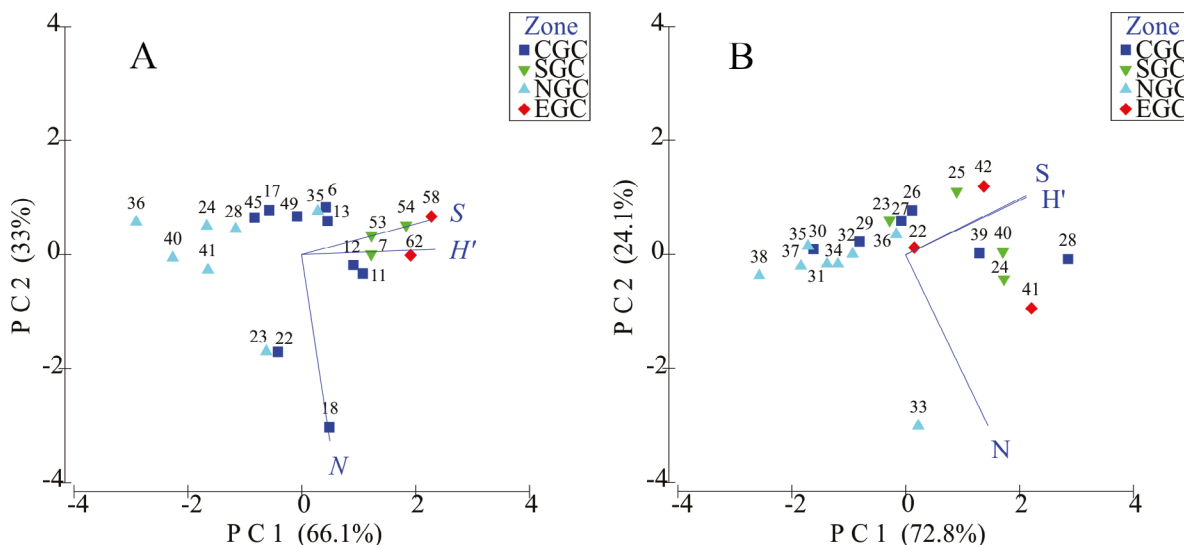 A
Zone
CGC
SGC
NGC
EGC
4
2
0
-2
-4
P C 2 (33%)
36
24
28
45
17
49
35
6
13
53
54
58
S
40
41
12
7
62
H'
11
23
22
18
N
-4
-2
0
2
4
P C 1 (66.1%)
B
Zone
CGC
SGC
NGC
EGC
4
2
0
-2
-4
P C 2 (24.1%)
25
42
S
H'
26
23
27
35
30
29
32
36
22
39
40
28
38
37
31
34
24
41
33
N
-4
-2
0
2
4
P C 1 (72.8%)